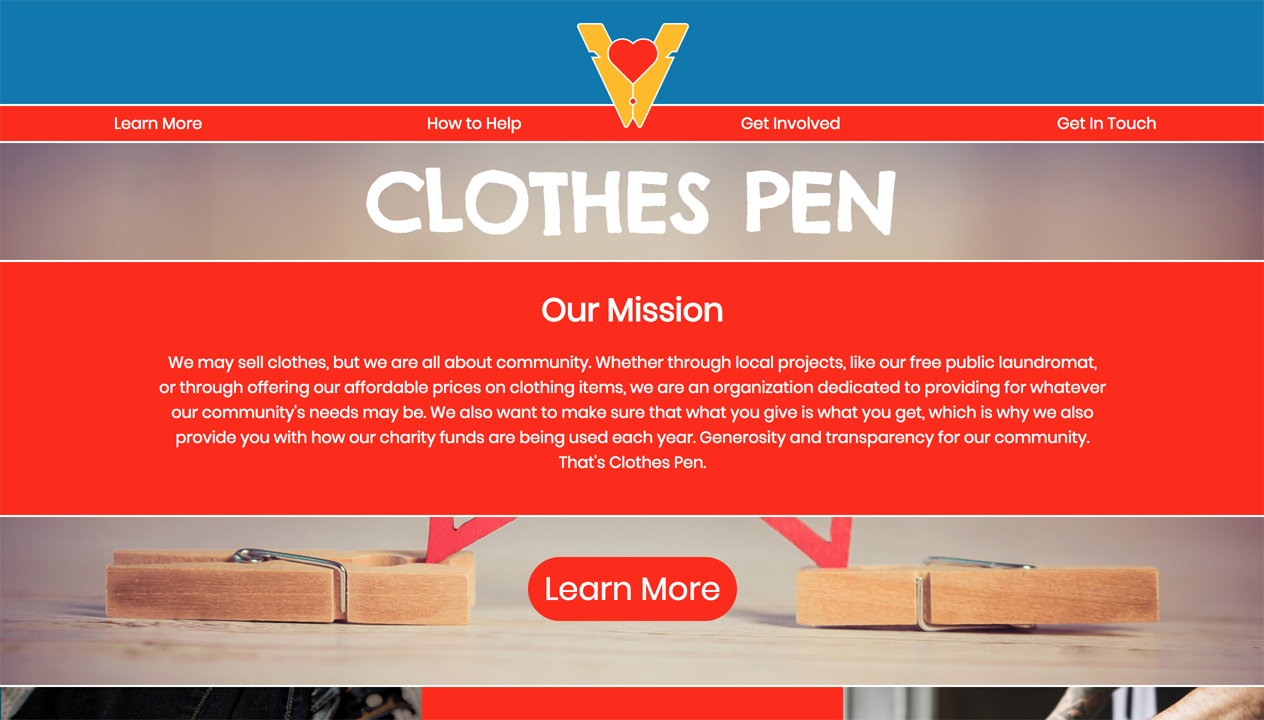 Learn More
How to Help
Get Involved
Get In Touch
CLOTHES PEN
Our Mission
We may sell clothes, but we are all about community. Whether through local projects, like our free public laundromat,
or through offering our affordable prices on clothing items, we are an organization dedicated to providing for whatever
our community's needs may be. We also want to make sure that what you give is what you get, which is why we also
provide you with how our charity funds are being used each year. Generosity and transparency for our community.
That's Clothes Pen.
Learn More